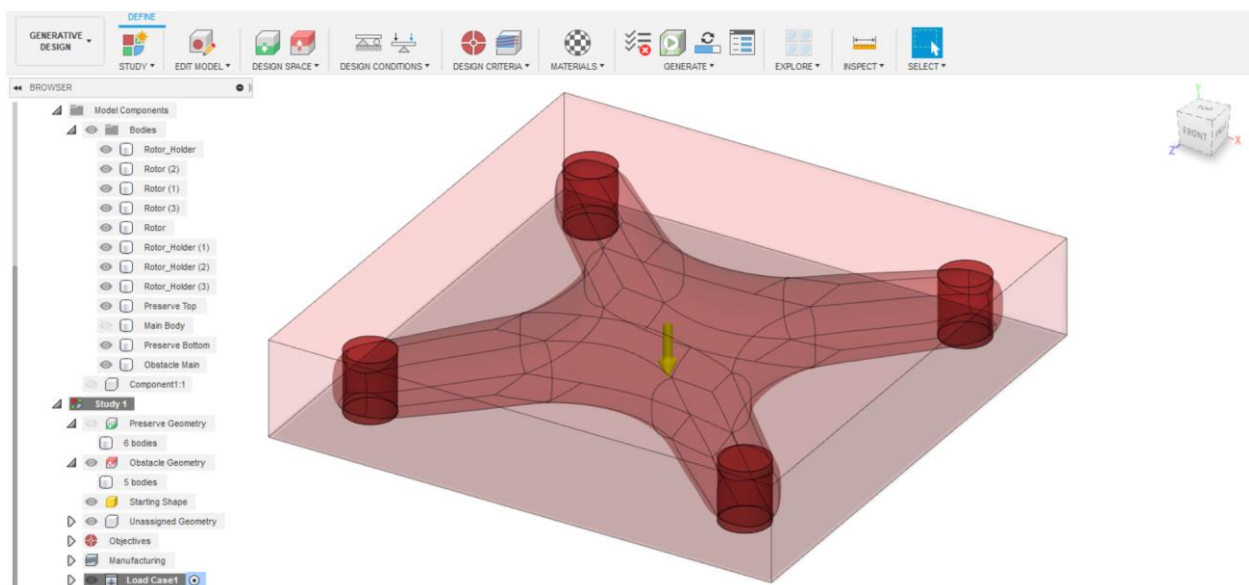 DEFINE
GENERATIVE
DESIGN
STUDY
EDIT MODEL
DESIGN SPACE
DESIGN CONDITIONS
DESIGN CRITERIA
MATERIALS
GENERATE
EXPLORE
INSPECT
SELECT
BROWSER
Model Components
Bodies
Rotor_Holder
Rotor (2)
Rotor (1)
Rotor (3)
Rotor
Rotor_Holder (1)
Rotor_Holder (2)
Rotor_Holder (3)
Preserve Top
Main Body
Preserve Bottom
Obstacle Main
Component1:1
Study 1
Preserve Geometry
6 bodies
Obstacle Geometry
5 bodies
Starting Shape
Unassigned Geometry
Objectives
Manufacturing
Load Case1
Y
TOP
FRONT
Z
X